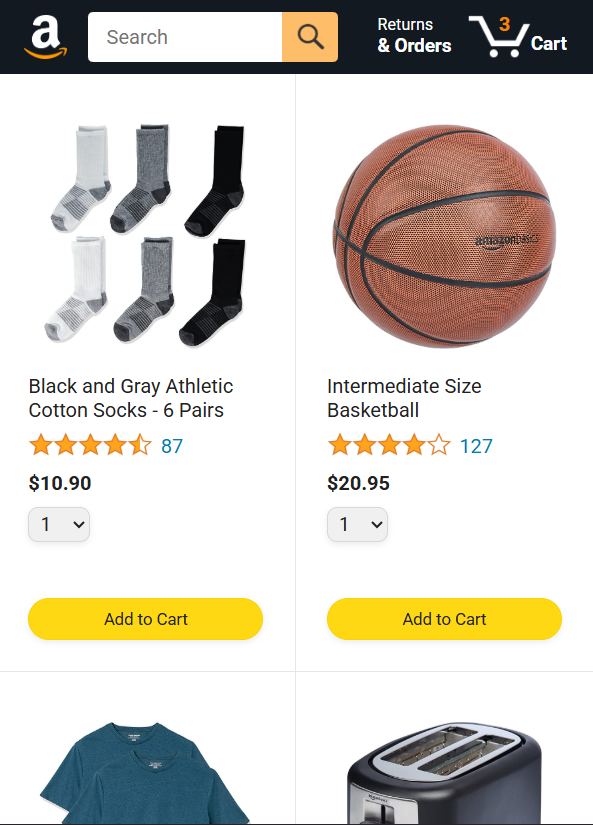 a
Search
Returns
& Orders
3
Cart
amazonbasics
Black and Gray Athletic
Cotton Socks - 6 Pairs
87
$10.90
1
Add to Cart
Intermediate Size
Basketball
127
$20.95
1
Add to Cart